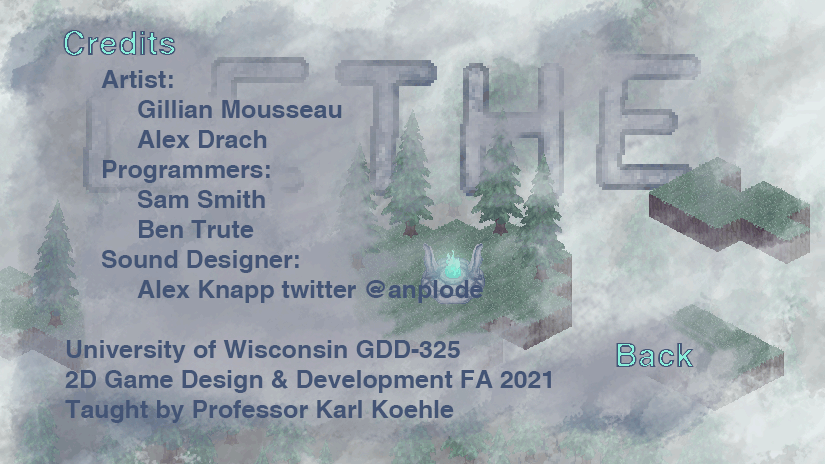 LETHE
Credits
Artist:
Gillian Mousseau
Alex Drach
Programmers:
Sam Smith
Ben Trute
Sound Designer:
Alex Knapp twitter @anplode
University of Wisconsin GDD-325
2D Game Design & Development FA 2021
Taught by Professor Karl Koehle
Back